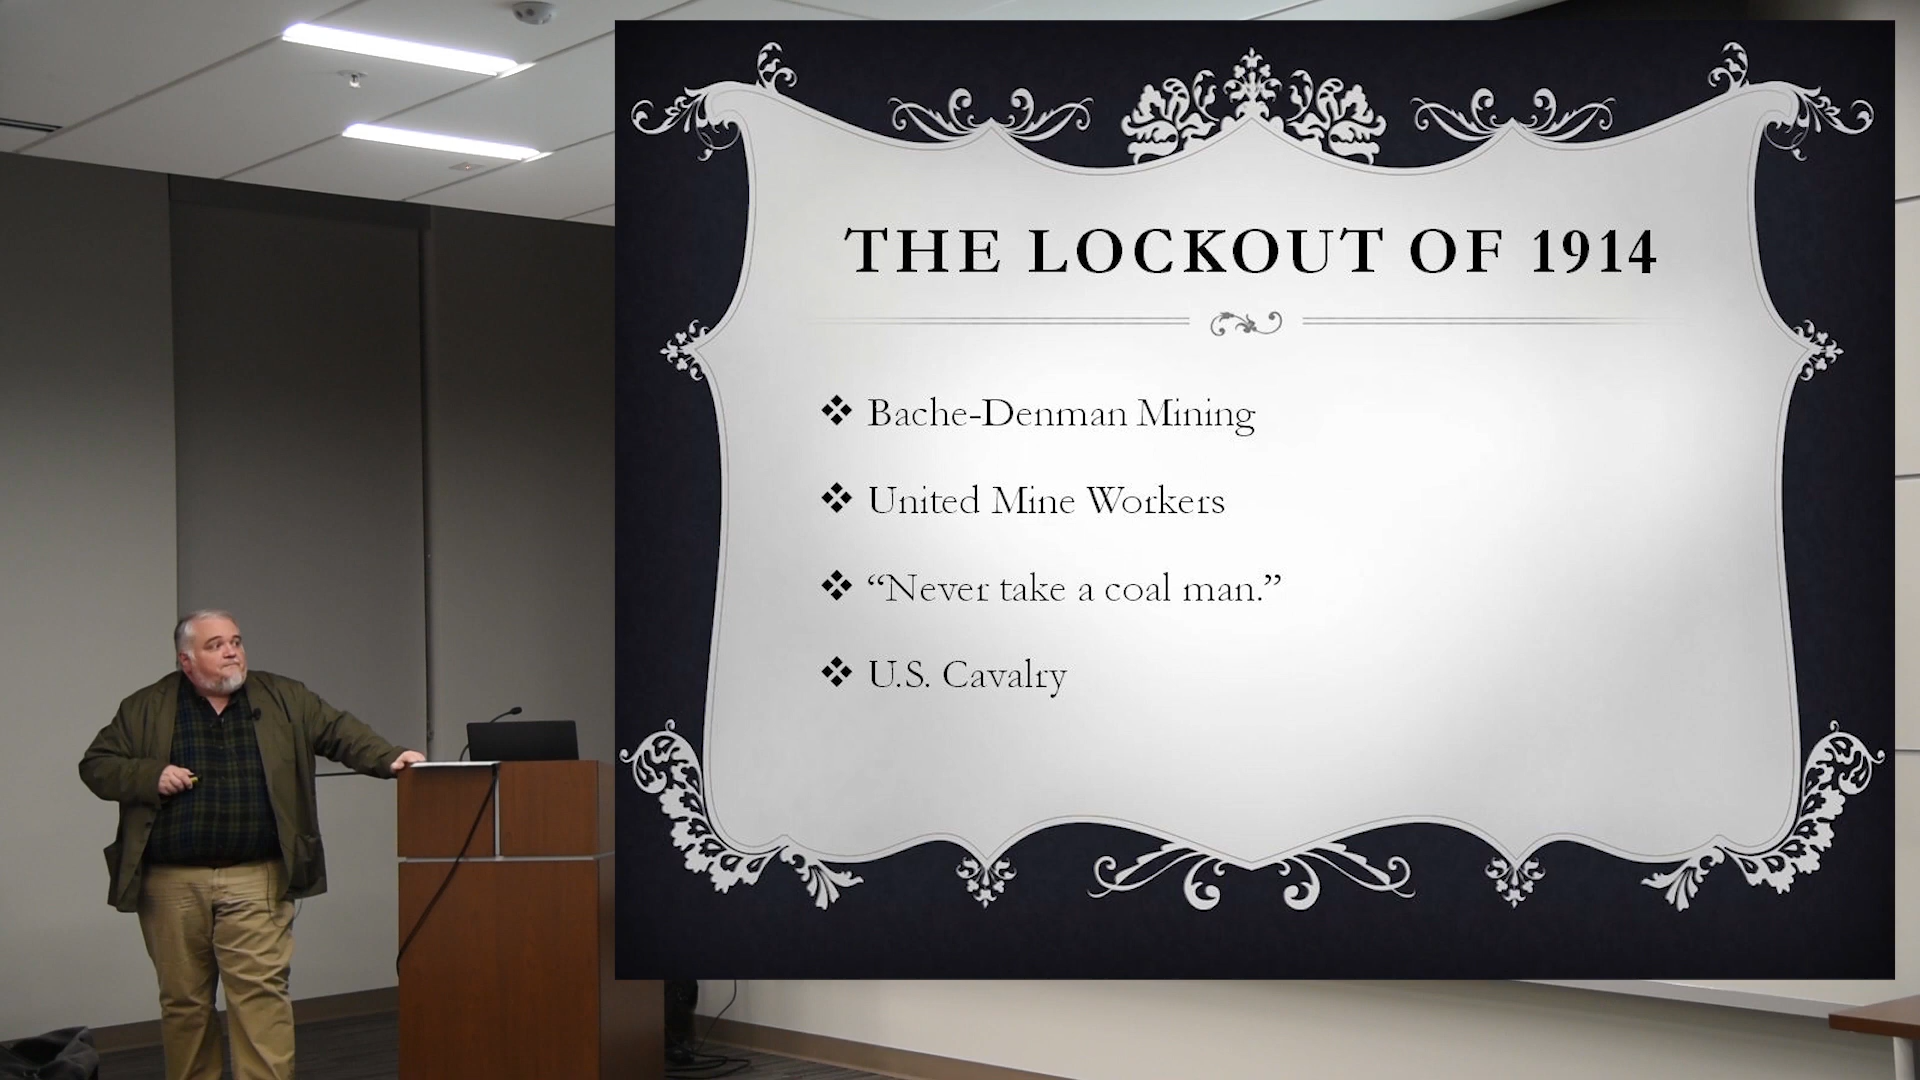 THE LOCKOUT OF 1914
Bache-Denman Mining
United Mine Workers
“Never take a coal man.”
U.S. Cavalry